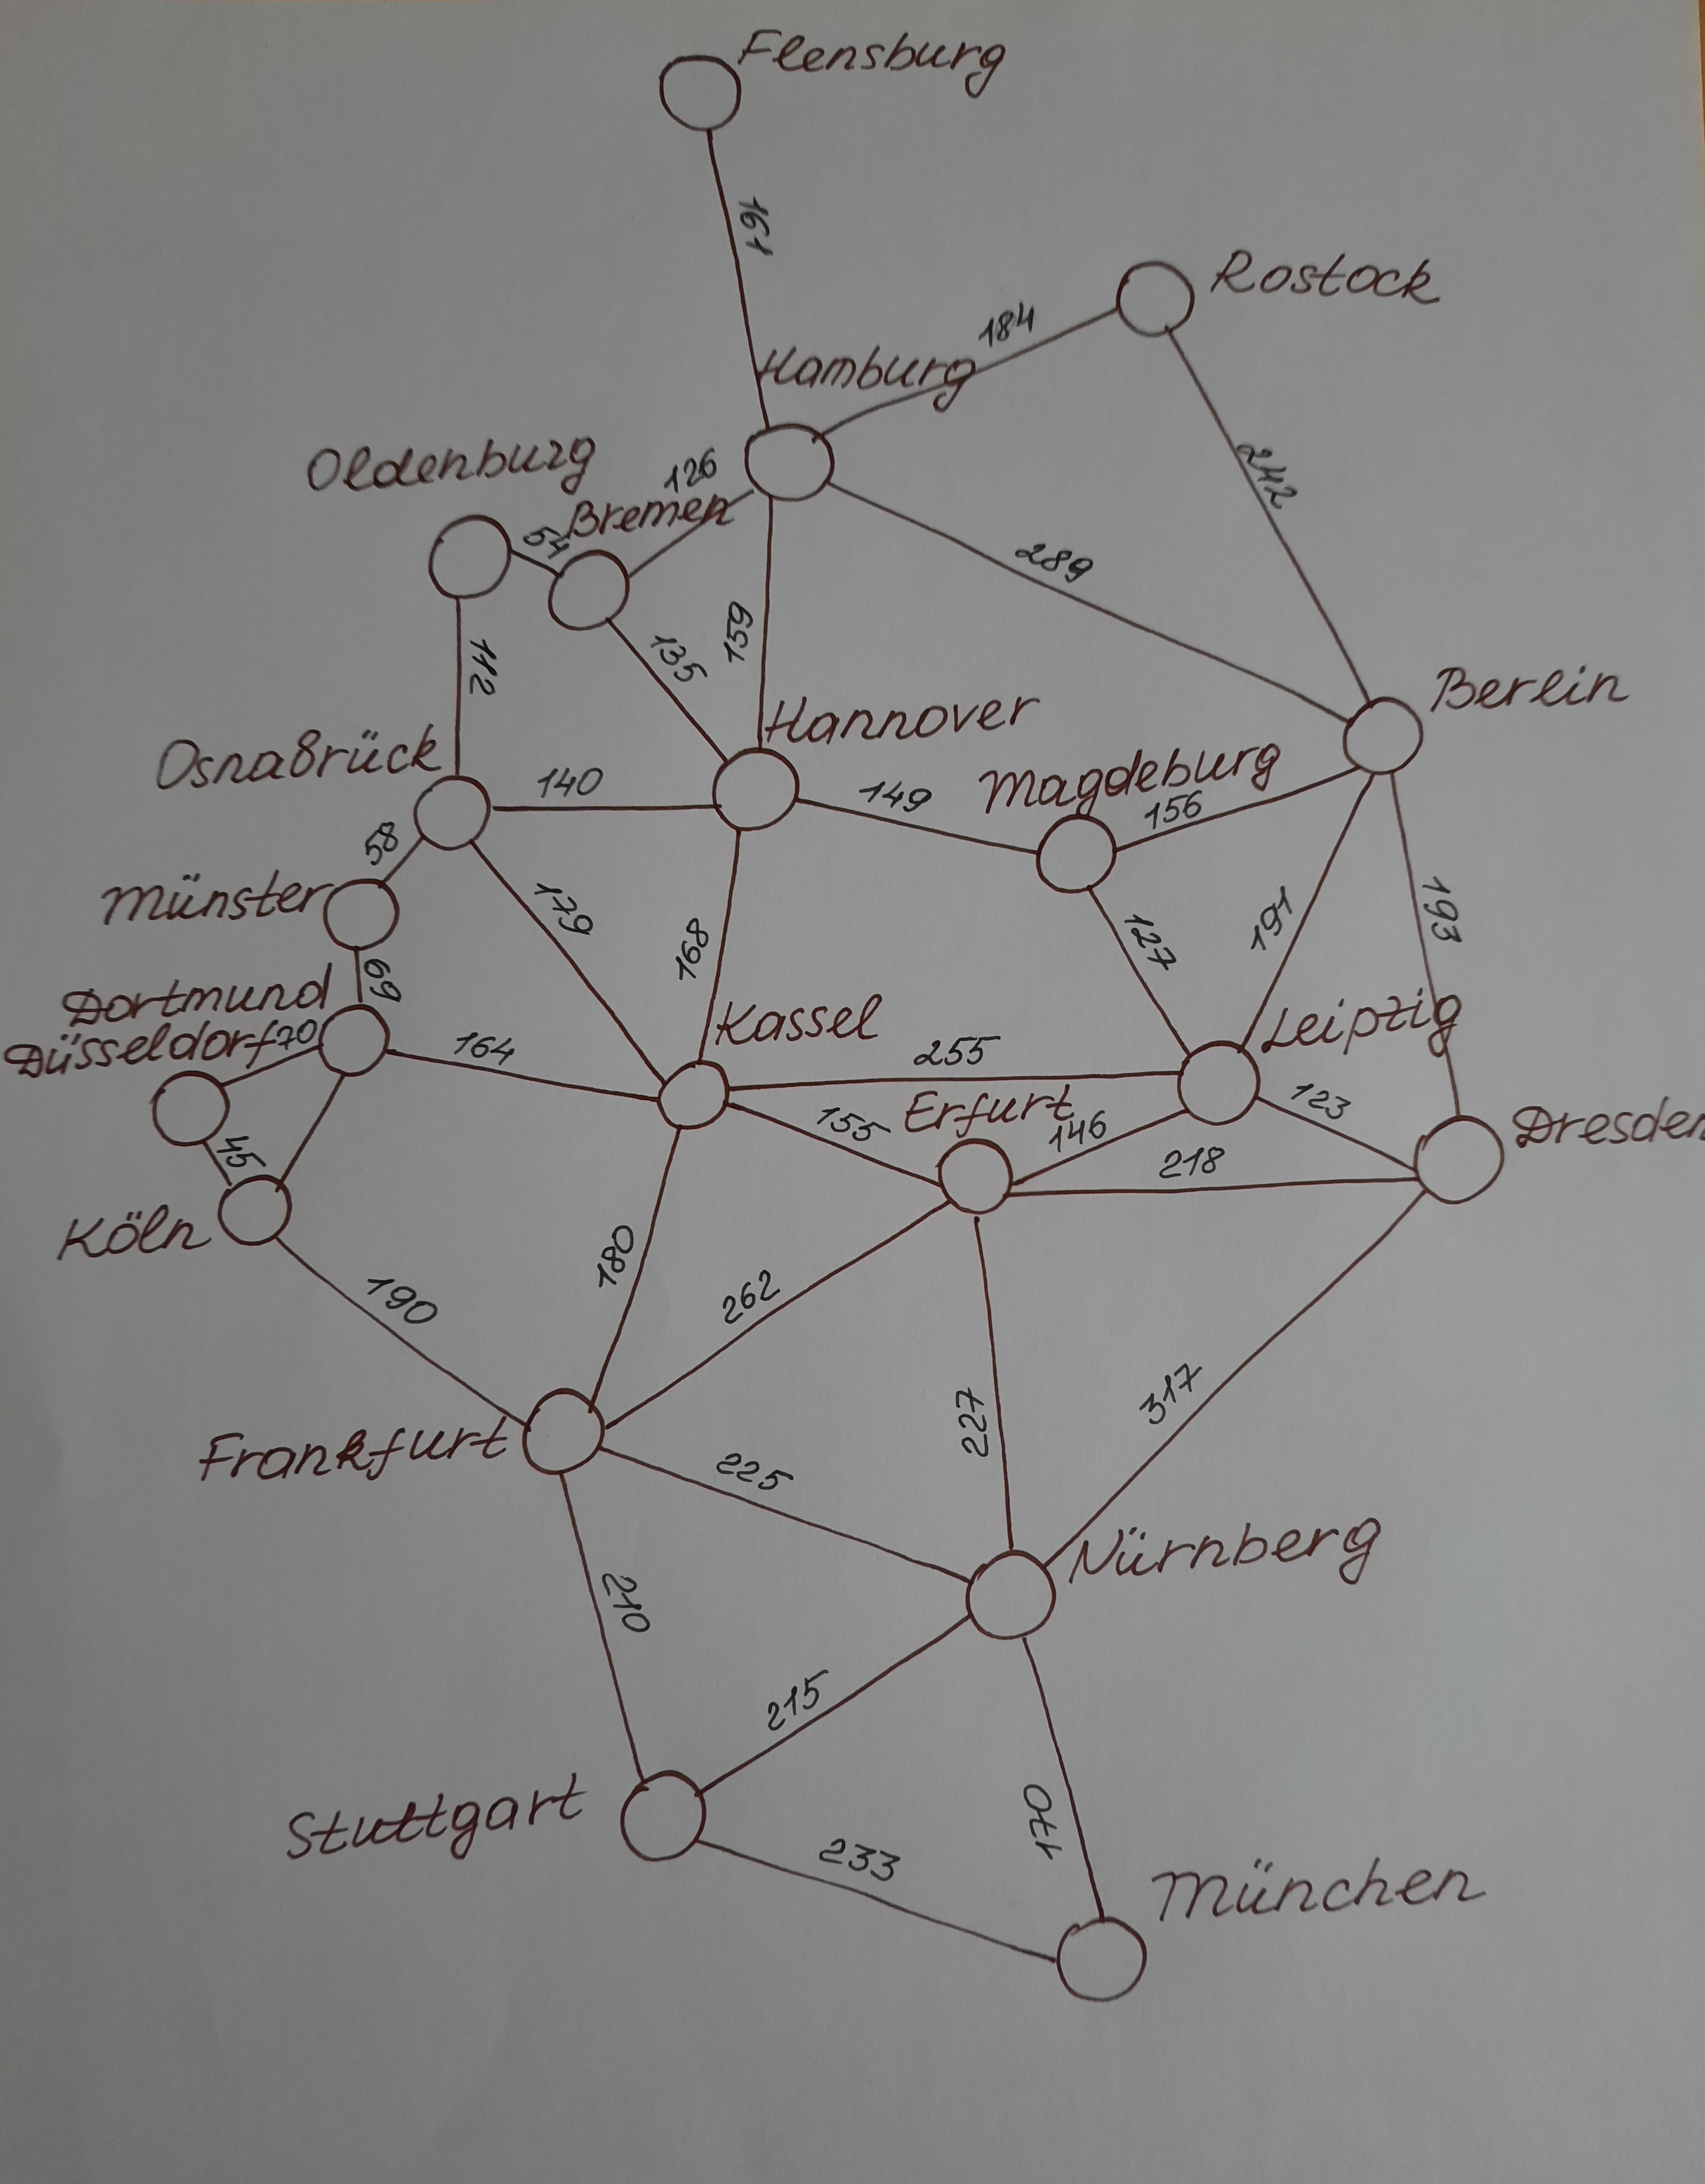 Flensburg
161
Rostock
184
Hamburg
242
Oldenburg
126
Bremen
54
289
159
135
112
Berlin
Hannover
Osnabrück
140
149
Magdeburg
156
58
Münster
179
168
127
191
193
69
Dortmund
Düsseldorf
70
164
Kassel
255
Leipzig
155
Erfurt
146
123
Dresden
218
45
Köln
190
180
262
317
227
Frankfurt
225
Nürnberg
210
215
170
Stuttgart
233
München